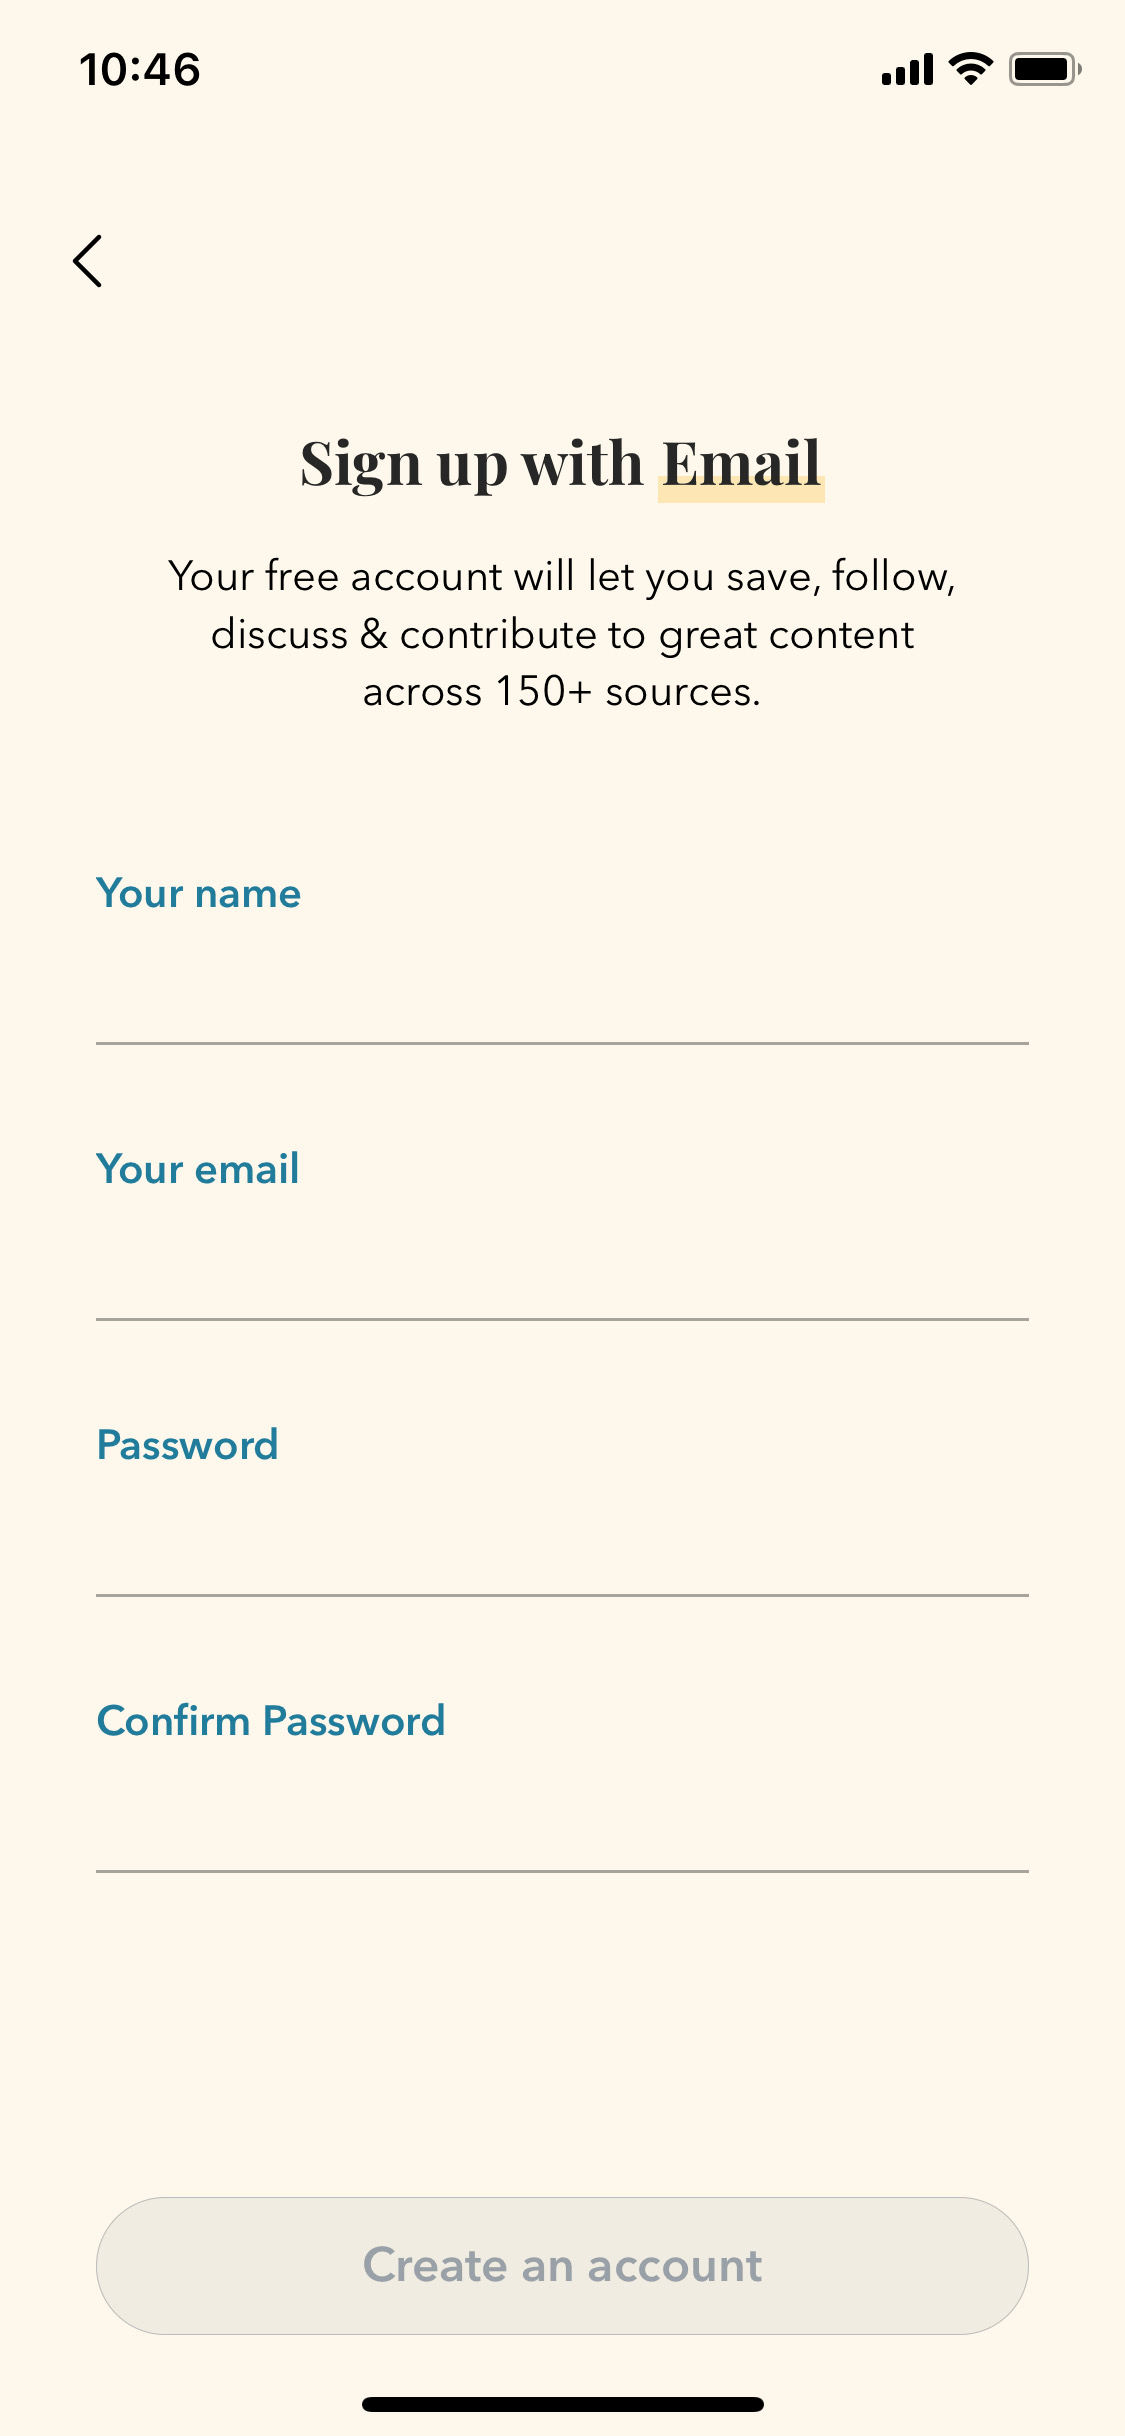 10:46
Sign up with Email
Your free account will let you save, follow,
discuss & contribute to great content
across 150+ sources.
Your name
Your email
Password
Confirm Password
Create an account